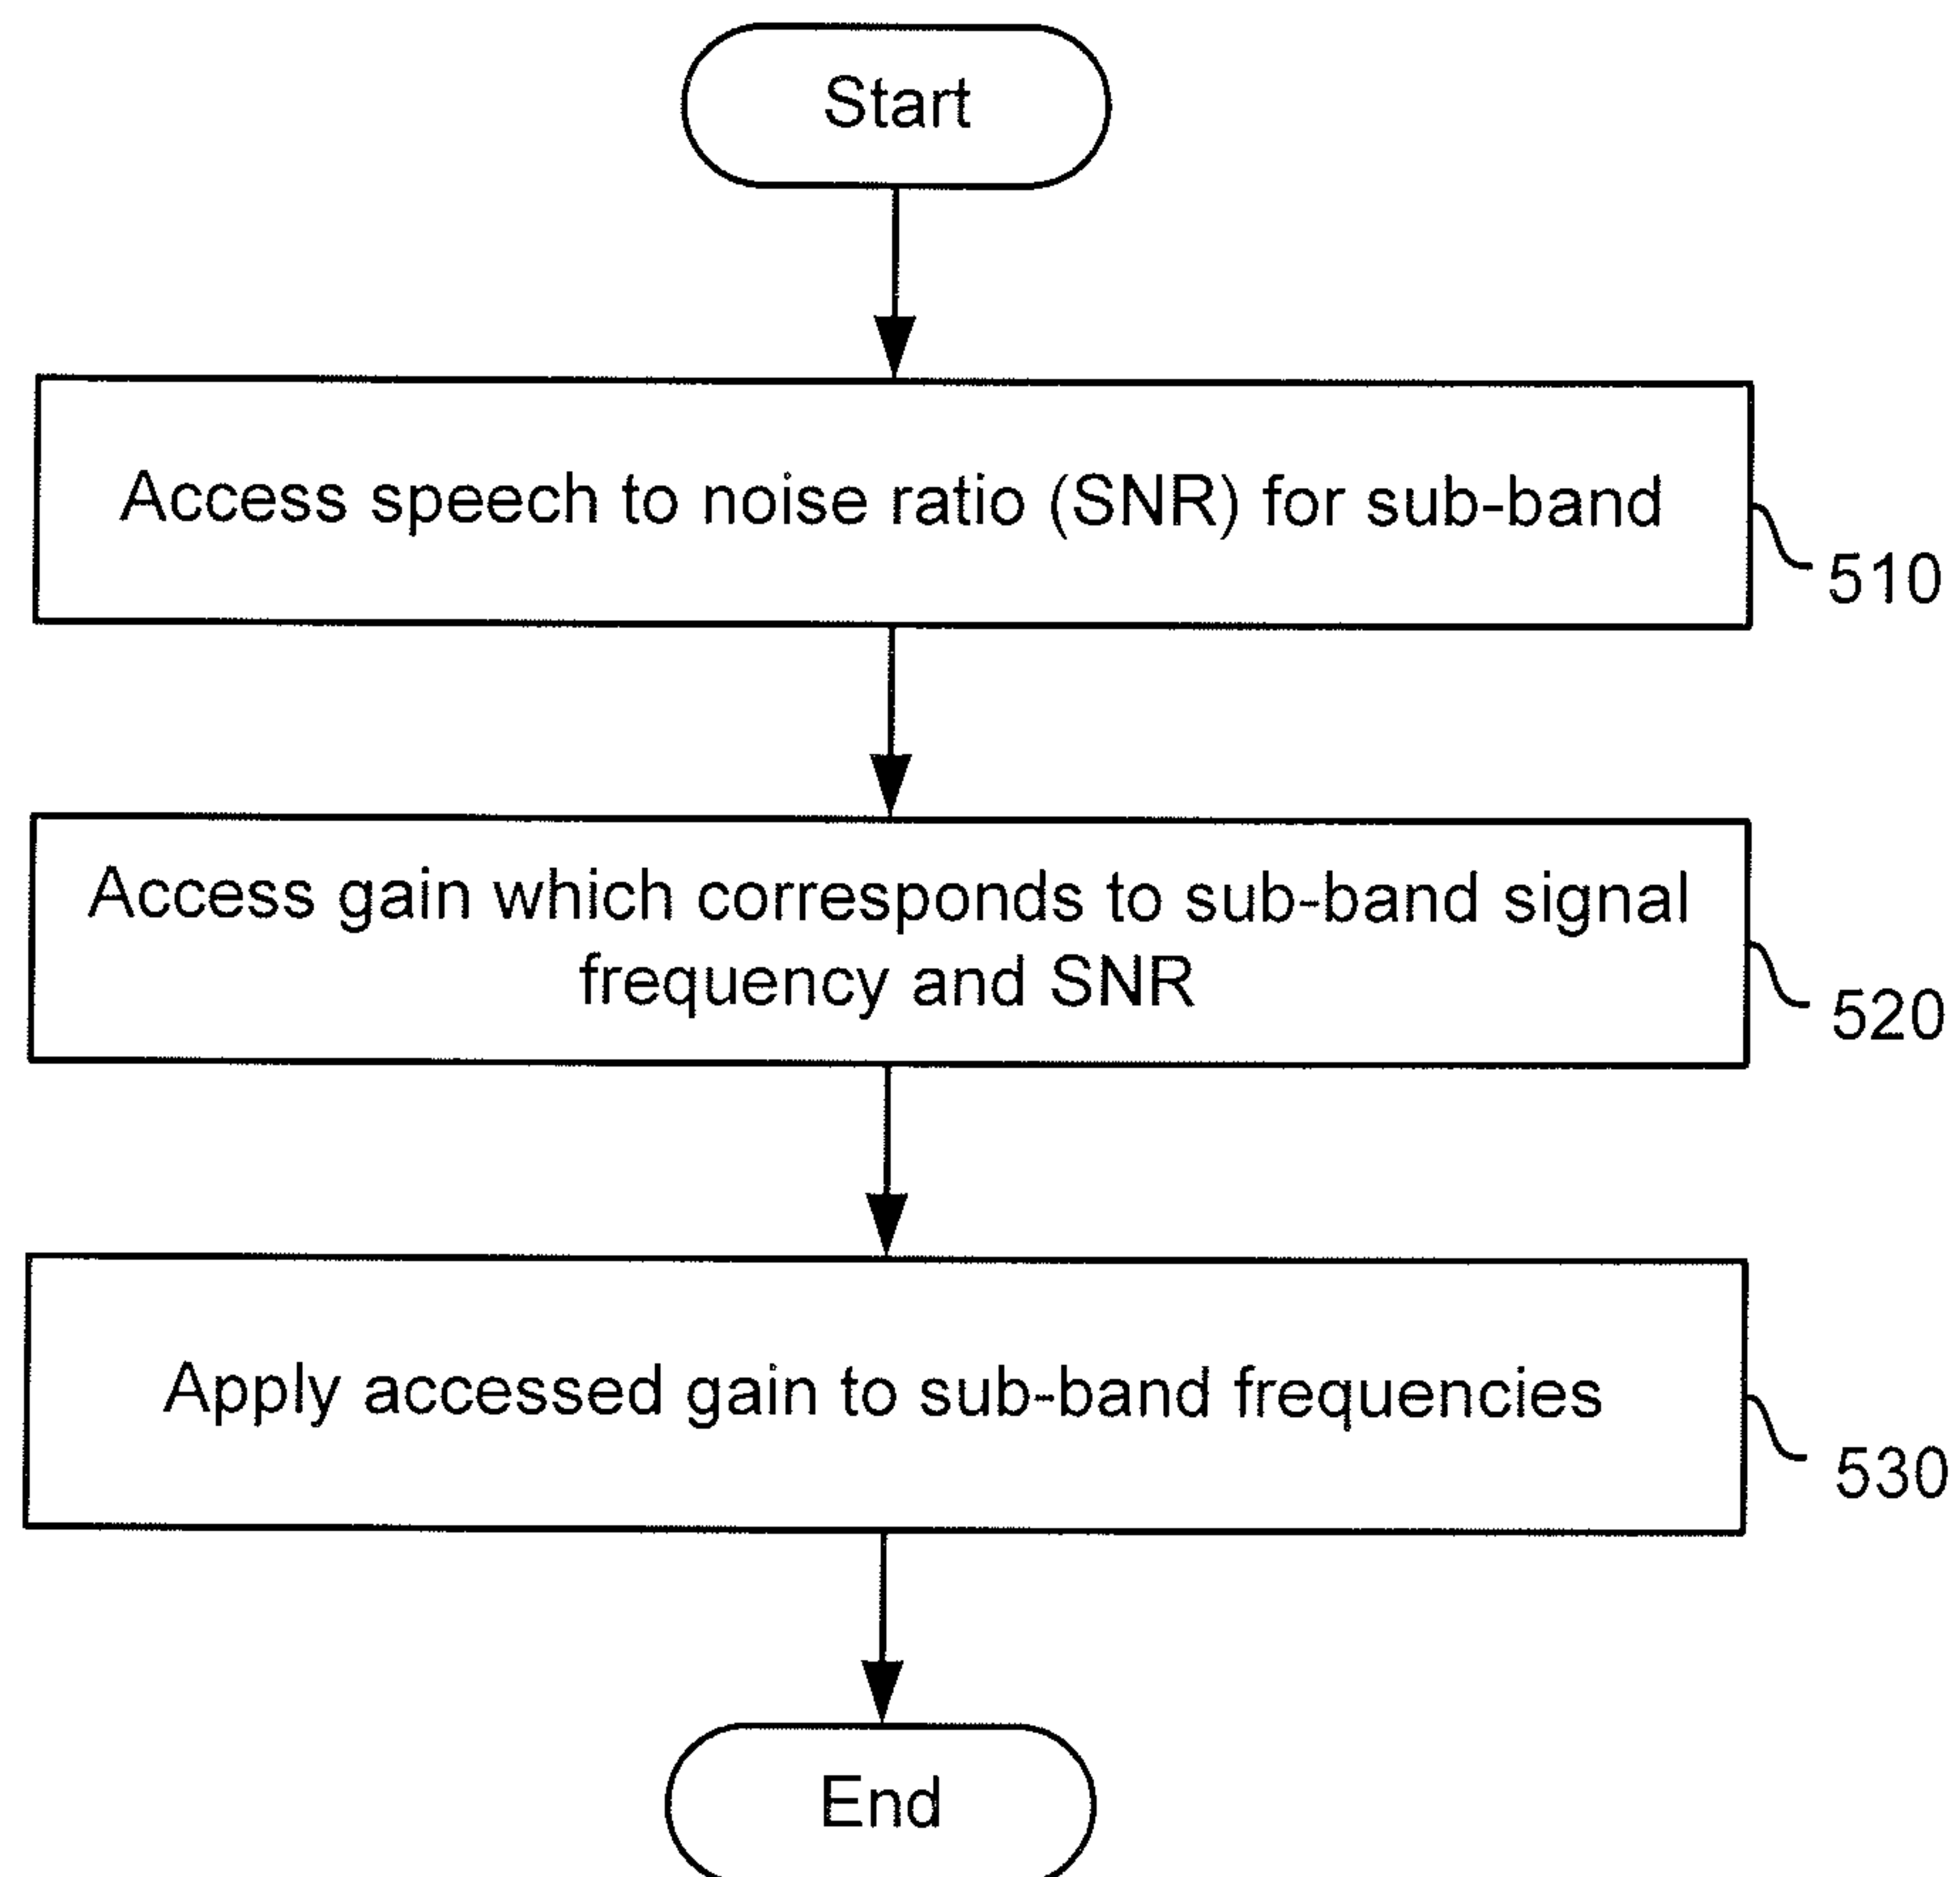 Start
Access speech to noise ratio (SNR) for sub-band
510
Access gain which corresponds to sub-band signal
frequency and SNR
520
Apply accessed gain to sub-band frequencies
530
End